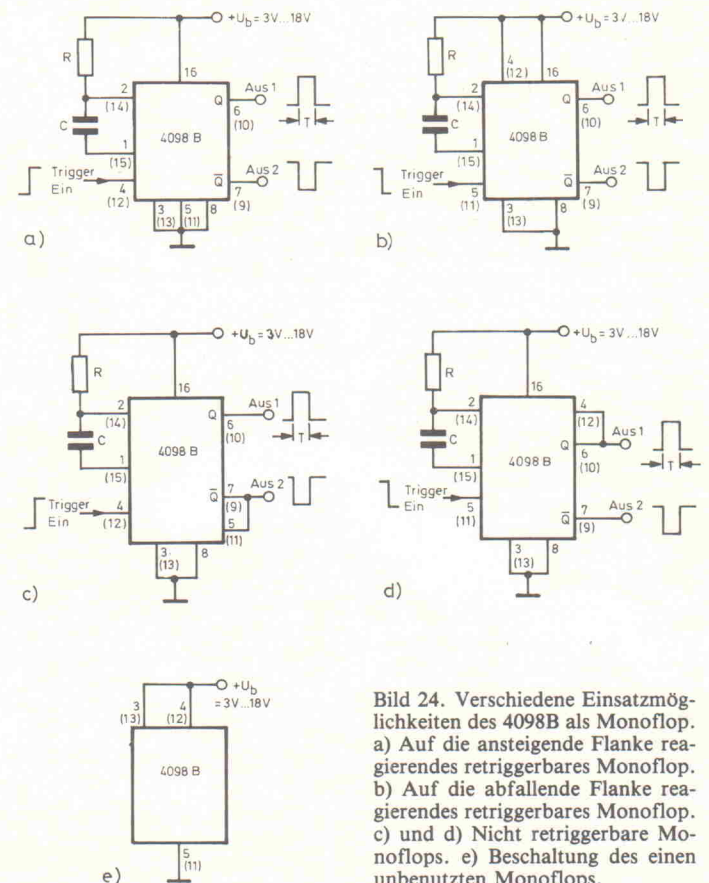 +Ub = 3V...18V
R
16
2
(14)
C
1
(15)
4098 B
Q
Aus 1
6
(10)
T
Q̅
Aus 2
7
(9)
Trigger
Ein
4
(12)
3
(13)
5
(11)
8
a)
+Ub = 3V...18V
R
4
(12)
16
2
(14)
C
1
(15)
4098 B
Q
Aus 1
6
(10)
T
Q̅
Aus 2
7
(9)
Trigger
Ein
5
(11)
3
(13)
8
b)
+Ub = 3V...18V
R
16
2
(14)
C
1
(15)
4098 B
Q
Aus 1
6
(10)
T
Q̅
7
(9)
Aus 2
5
(11)
Trigger
Ein
4
(12)
3
(13)
8
c)
+Ub = 3V...18V
R
16
2
(14)
C
1
(15)
4098 B
4
(12)
Q
Aus 1
6
(10)
T
Q̅
7
(9)
Aus 2
Trigger
Ein
5
(11)
3
(13)
8
d)
+Ub
= 3V...18V
3
(13)
4
(12)
4098 B
5
(11)
e)
Bild 24. Verschiedene Einsatzmög-
lichkeiten des 4098B als Monoflop.
a) Auf die ansteigende Flanke rea-
gierendes retriggerbares Monoflop.
b) Auf die abfallende Flanke rea-
gierendes retriggerbares Monoflop.
c) und d) Nicht retriggerbare Mo-
noflops. e) Beschaltung des einen
unbenutzten Monoflops.